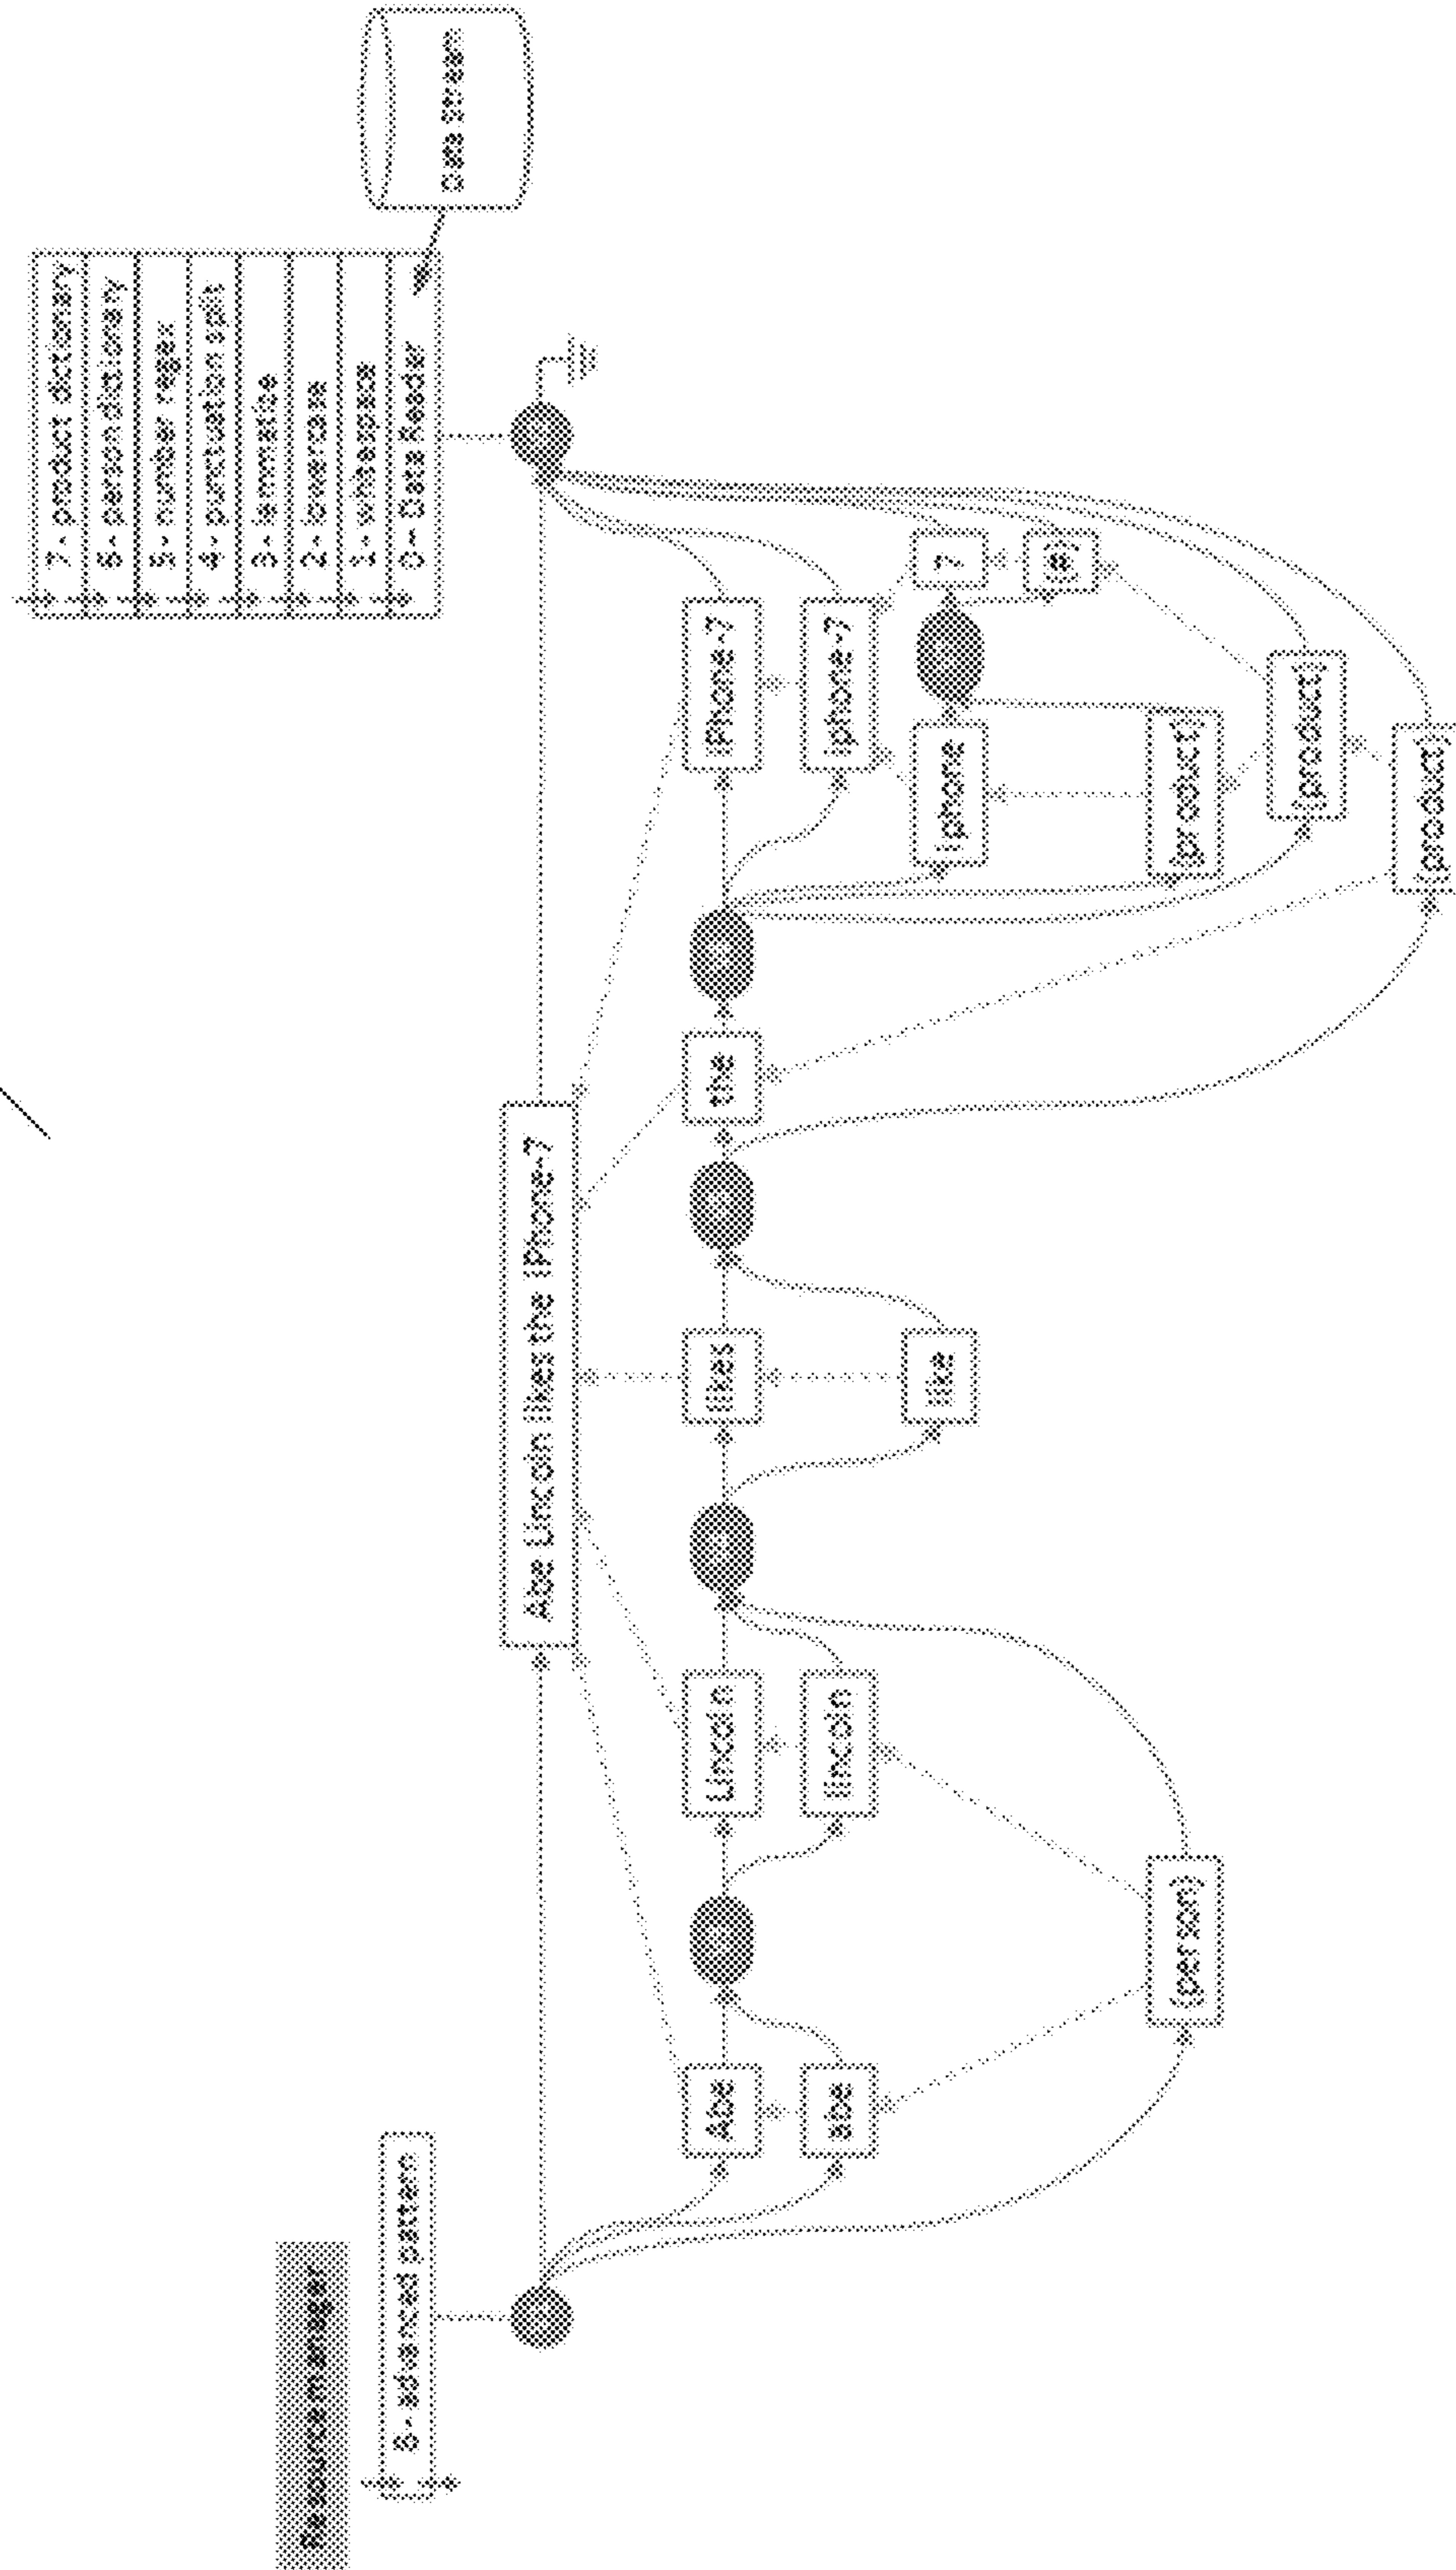 7- product dictionary
6- person dictionary
5- number regex
4- punctuation split
3- lemmatize
2- lowercase
1- whitespace
0- Data Reader
Resource manager
8- advanced pattern
Data Stream
Abe Lincoln likes the iPhone-7
Abe
Lincoln
likes
the
iPhone-7
abe
lincoln
iphone-7
like
iphone
7
{person}
{product}
{product}
{product}